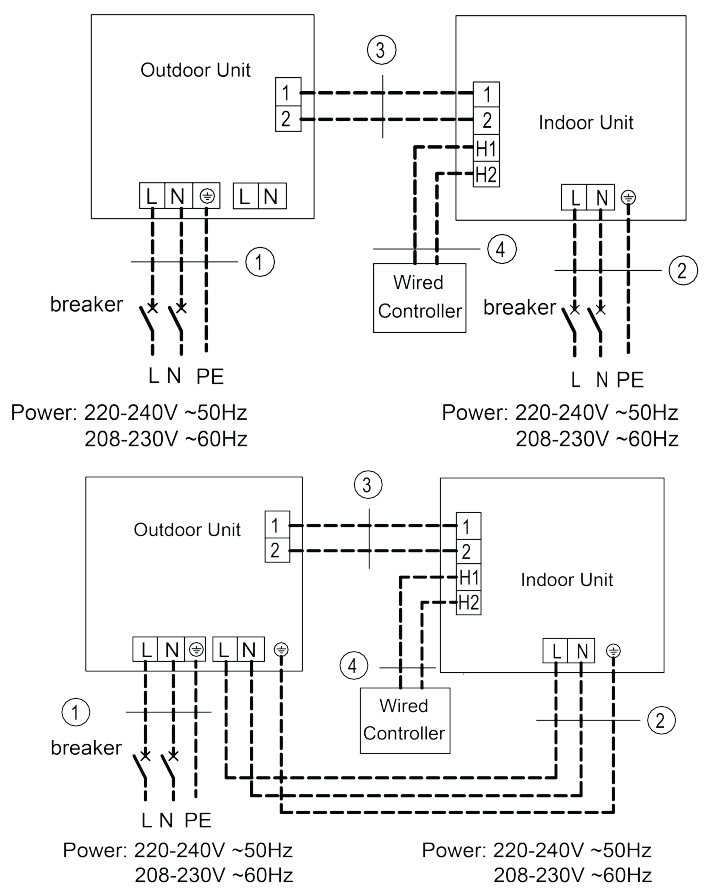 3
Outdoor Unit
1
2
1
2
H1
H2
Indoor Unit
L N
L N
L N
1
4
2
Wired
Controller
breaker
breaker
L N PE
L N PE
Power: 220-240V ~50Hz
208-230V ~60Hz
Power: 220-240V ~50Hz
208-230V ~60Hz
3
Outdoor Unit
1
2
1
2
H1
H2
Indoor Unit
L N
L N
L N
4
1
2
Wired
Controller
breaker
L N PE
Power: 220-240V ~50Hz
208-230V ~60Hz
Power: 220-240V ~50Hz
208-230V ~60Hz